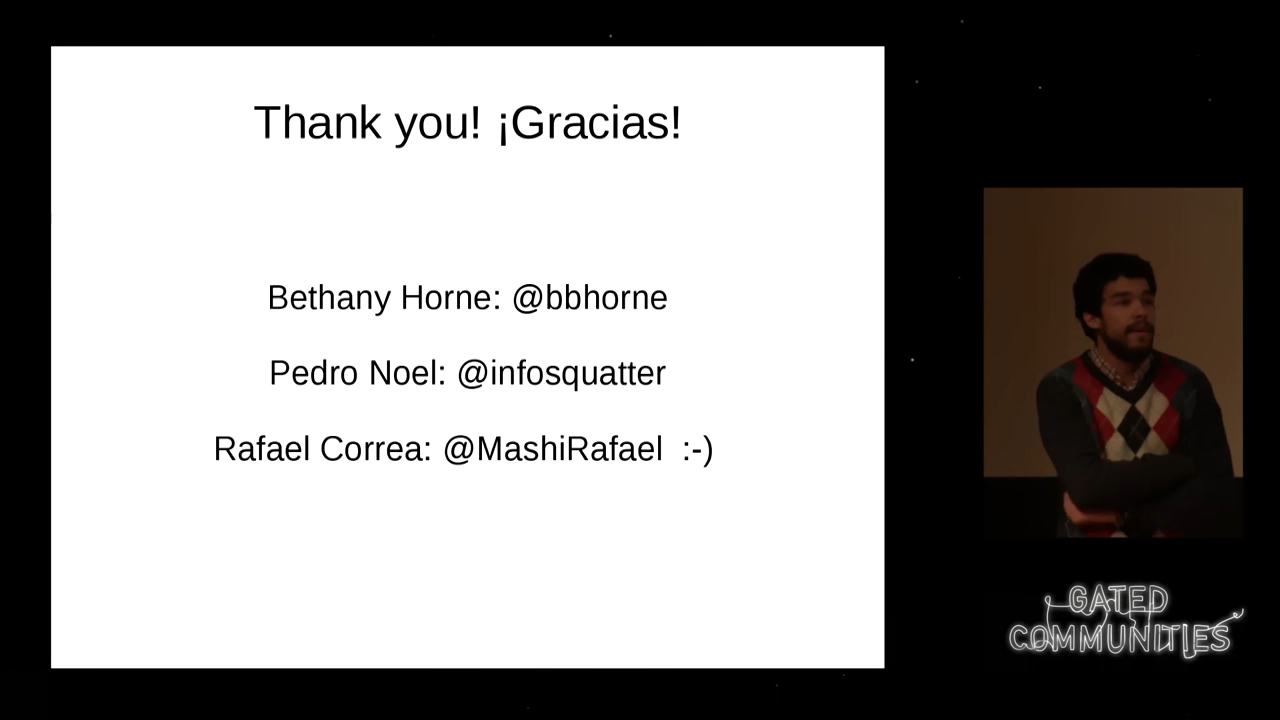 Thank you! ¡Gracias!
Bethany Horne: @bbhorne
Pedro Noel: @infosquatter
Rafael Correa: @MashiRafael :-)
GATED
COMMUNITIES